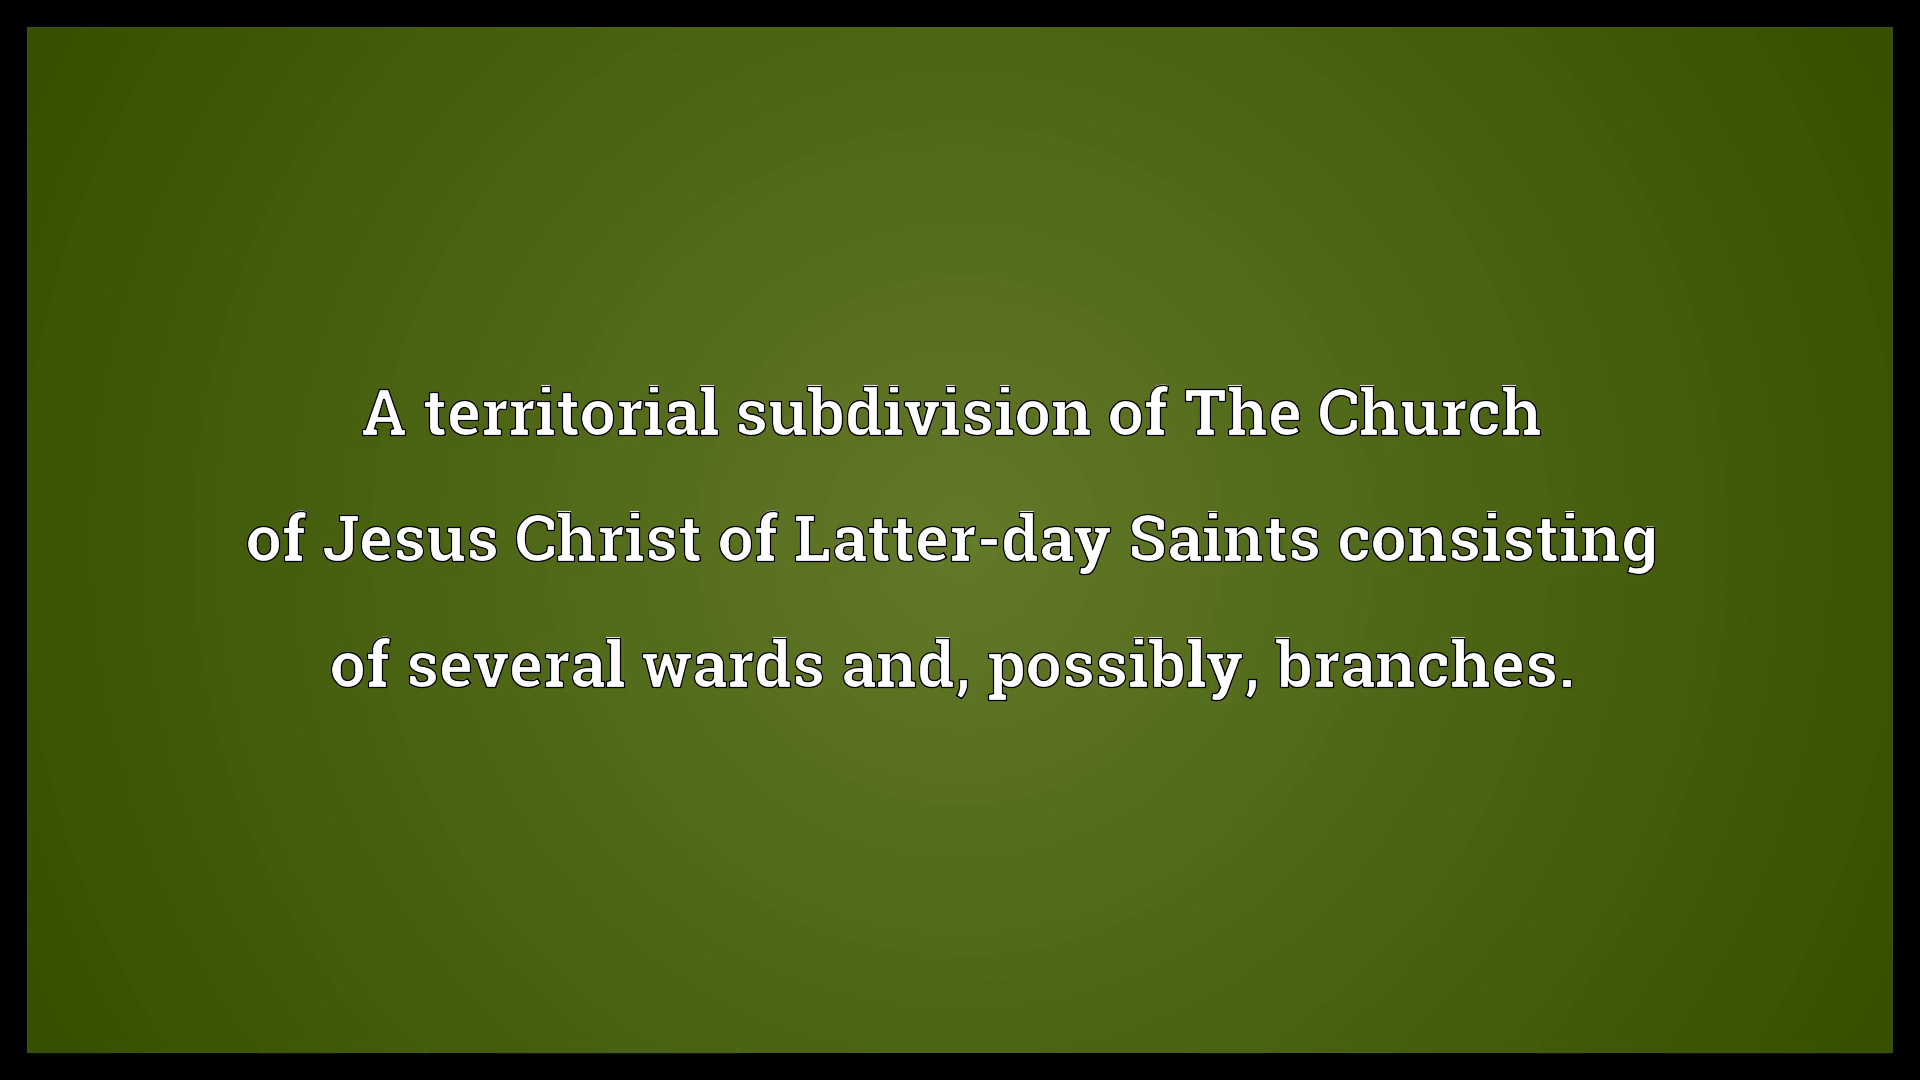 A territorial subdivision of The Church
of Jesus Christ of Latter-day Saints consisting
of several wards and, possibly, branches.